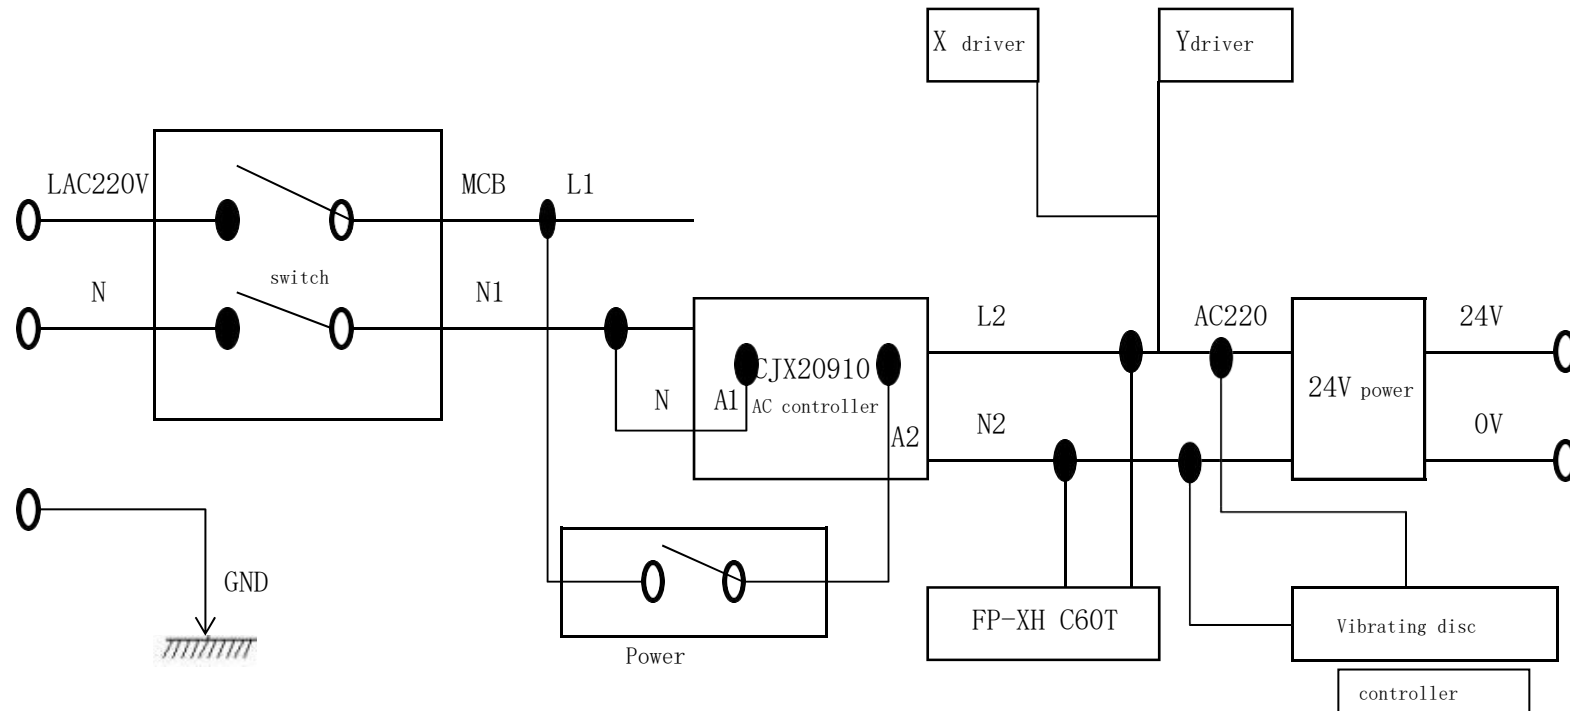 X driver
Ydriver
LAC220V
MCB
L1
switch
N
N1
L2
AC220
24V
CJX20910
24V power
N
A1
AC controller
A2
N2
0V
GND
FP-XH C60T
Vibrating disc
Power
controller